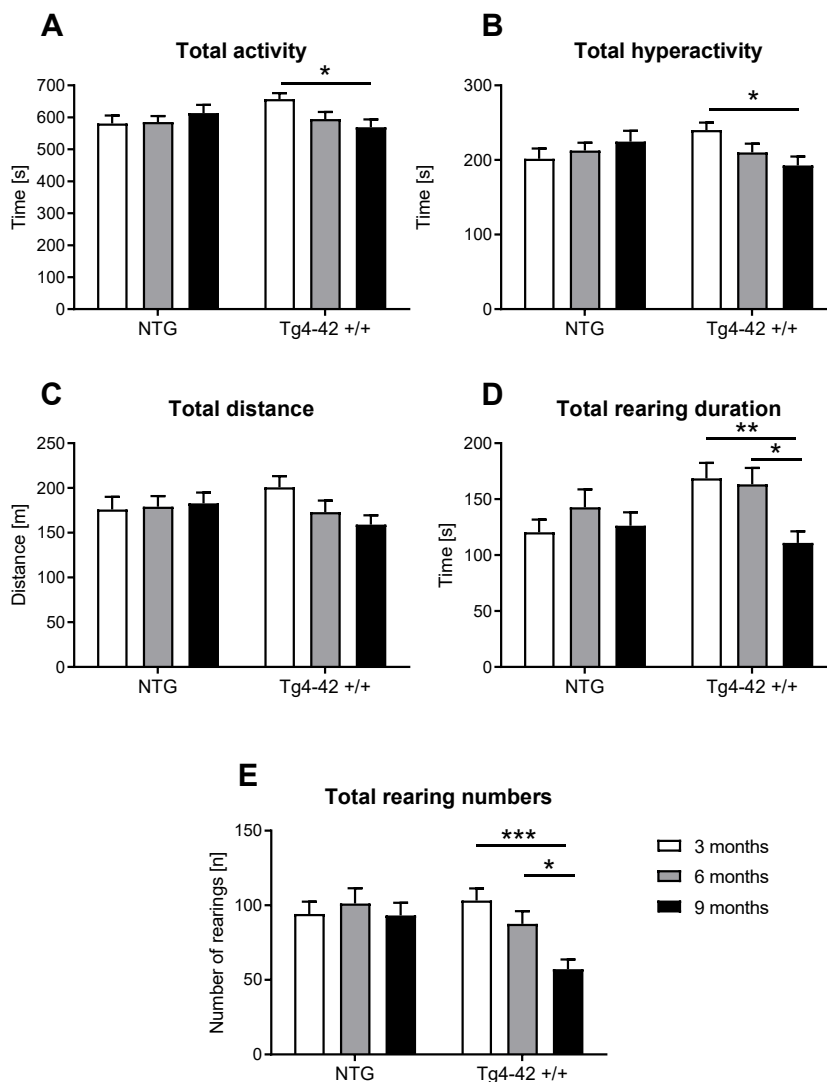 A
Total activity
*
700
600
500
400
300
200
100
0
Time [s]
NTG
Tg4-42 +/+
B
Total hyperactivity
*
300
200
100
0
Time [s]
NTG
Tg4-42 +/+
C
Total distance
250
200
150
100
50
0
Distance [m]
NTG
Tg4-42 +/+
D
Total rearing duration
**
*
200
150
100
50
0
Time [s]
NTG
Tg4-42 +/+
E
Total rearing numbers
***
*
150
100
50
0
Number of rearings [n]
NTG
Tg4-42 +/+
3 months
6 months
9 months